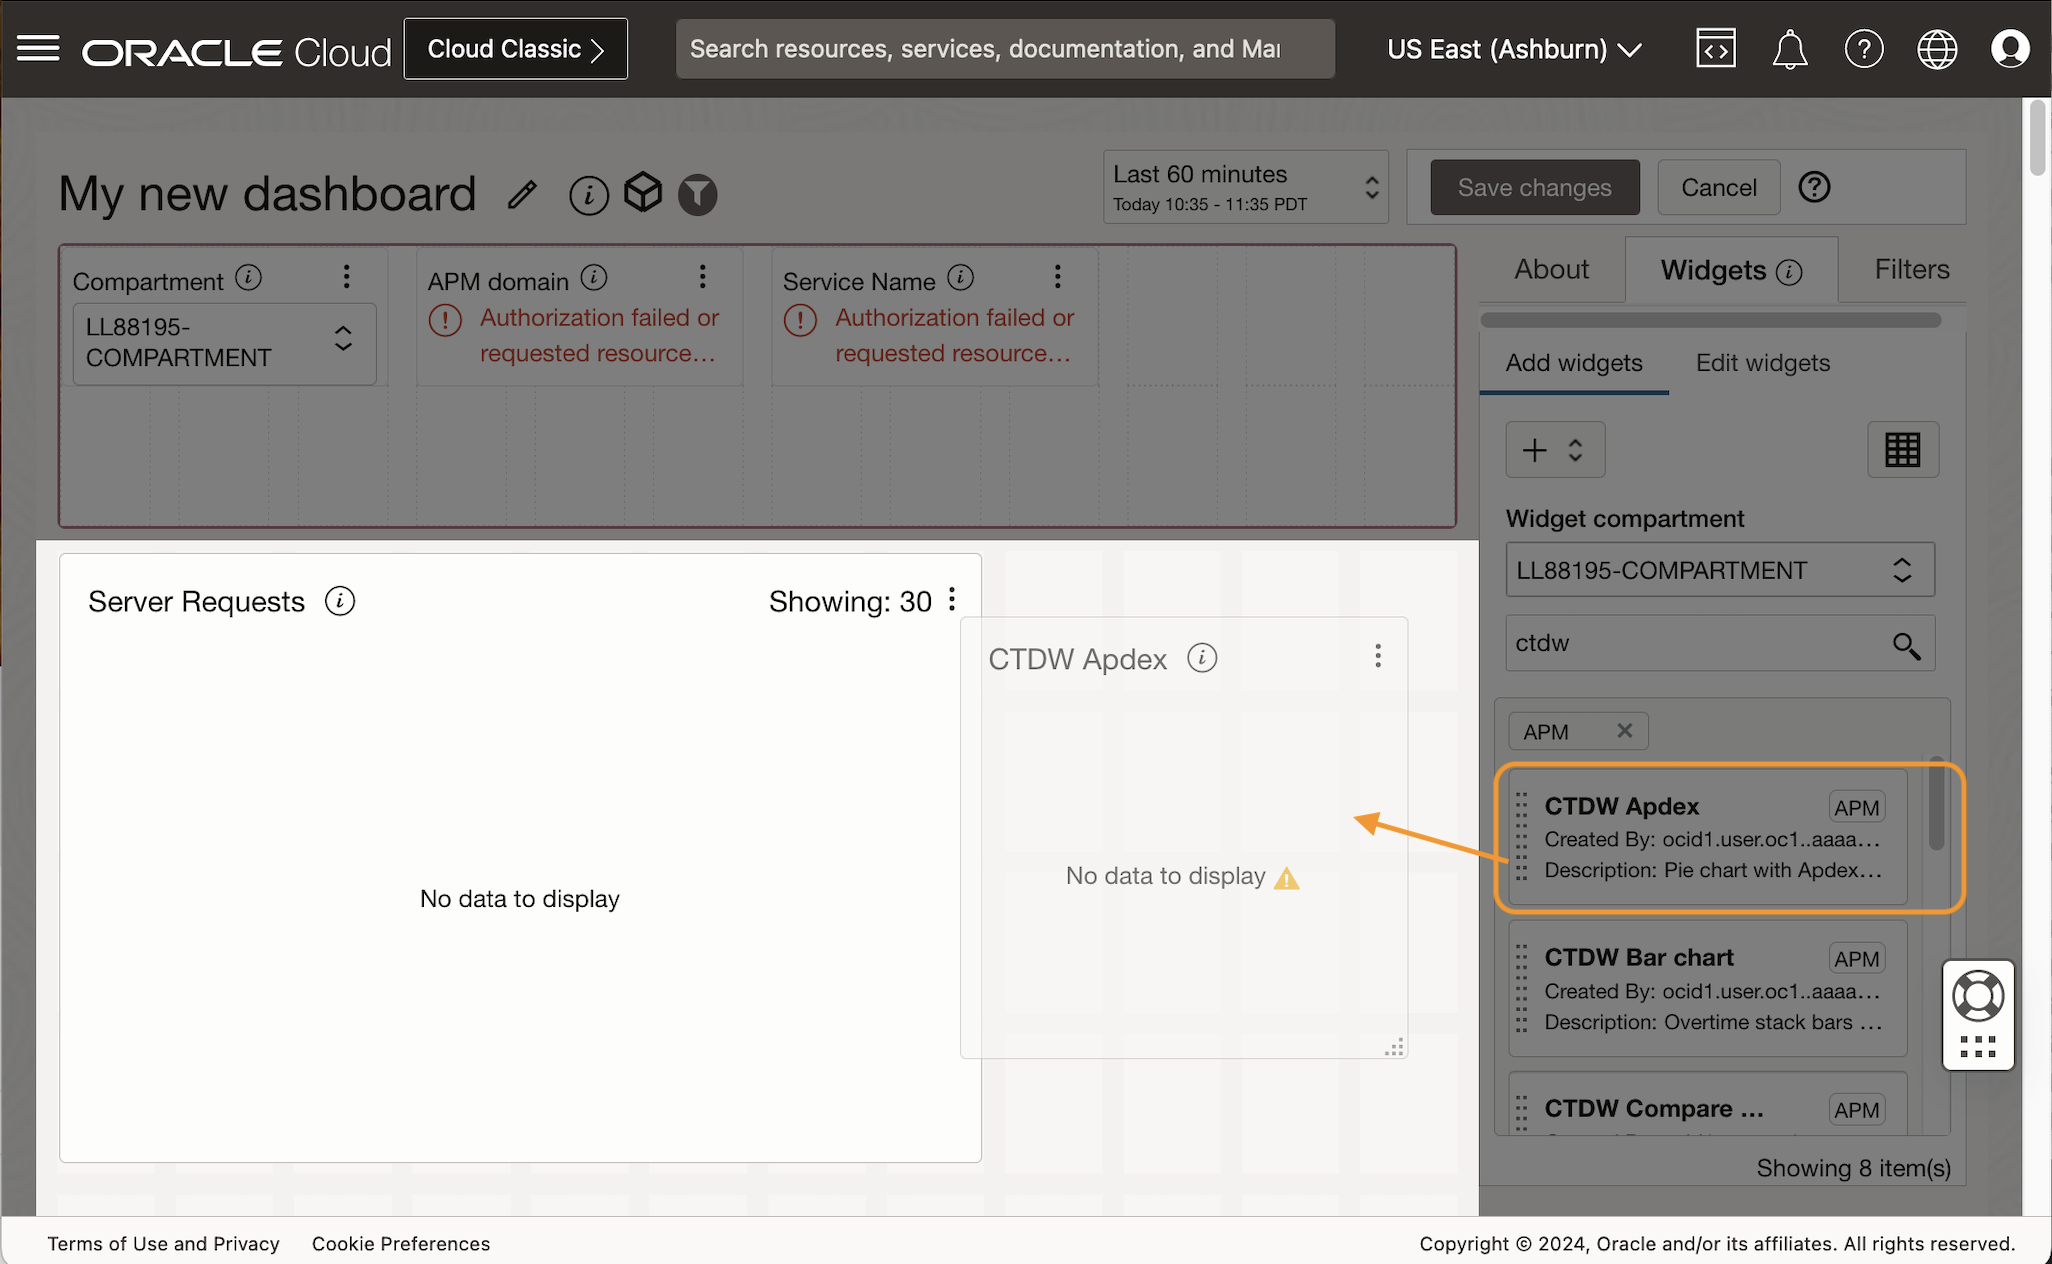 ORACLE Cloud
Cloud Classic
Search resources, services, documentation, and Mar
US East (Ashburn)
My new dashboard
Last 60 minutes
Today 10:35 - 11:35 PDT
Save changes
Cancel
Compartment
LL88195-
COMPARTMENT
APM domain
Authorization failed or
requested resource...
Service Name
Authorization failed or
requested resource...
About
Widgets
Filters
Add widgets
Edit widgets
Widget compartment
LL88195-COMPARTMENT
ctdw
APM
CTDW Apdex
APM
Created By: ocid1.user.oc1..aaaa...
Description: Pie chart with Apdex...
CTDW Bar chart
APM
Created By: ocid1.user.oc1..aaaa...
Description: Overtime stack bars ...
CTDW Compare ...
APM
Showing 8 item(s)
Server Requests
Showing: 30
No data to display
CTDW Apdex
No data to display
Terms of Use and Privacy
Cookie Preferences
Copyright © 2024, Oracle and/or its affiliates. All rights reserved.